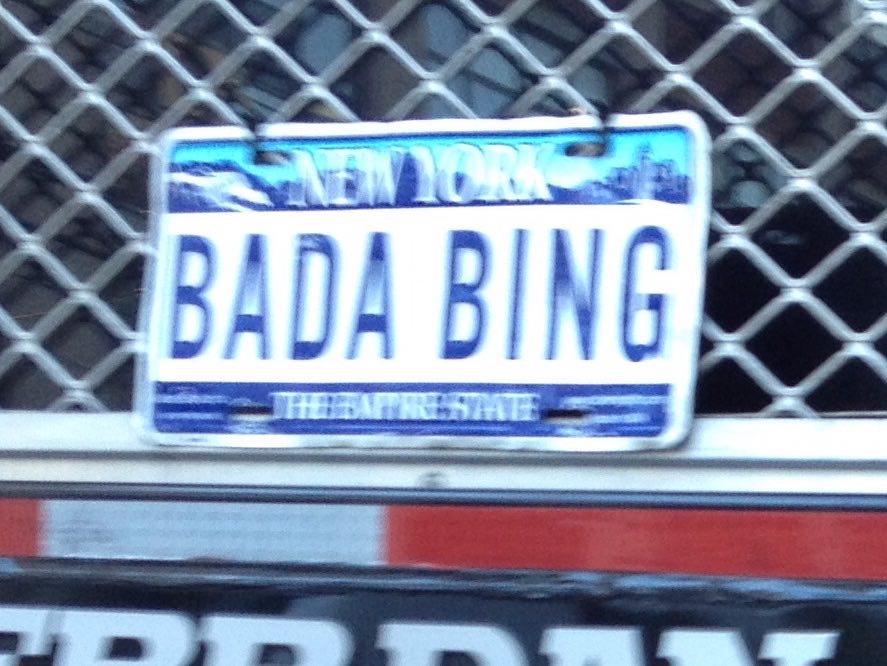 NEW YORK
BADA BING
THE EMPIRE STATE